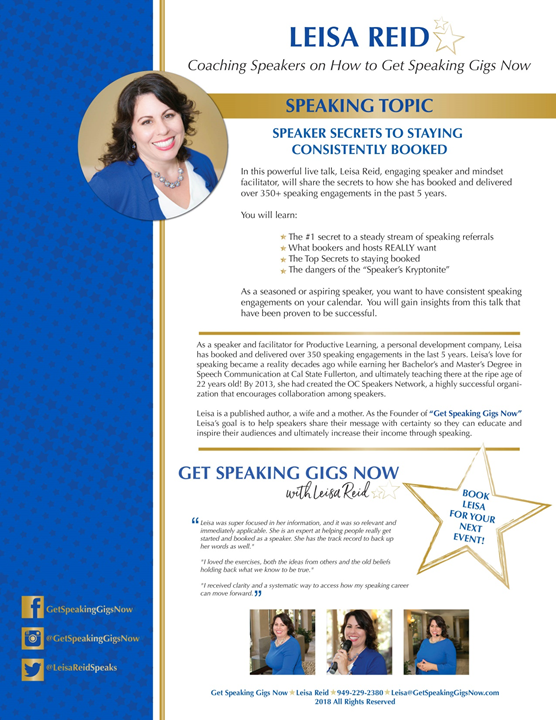 LEISA REID
Coaching Speakers on How to Get Speaking Gigs Now
SPEAKING TOPIC
SPEAKER SECRETS TO STAYING
CONSISTENTLY BOOKED
In this powerful live talk, Leisa Reid, engaging speaker and mindset
facilitator, will share the secrets to how she has booked and delivered
over 350+ speaking engagements in the past 5 years.
You will learn:
The #1 secret to a steady stream of speaking referrals
What bookers and hosts REALLY want
The Top Secrets to staying booked
The dangers of the “Speaker’s Kryptonite”
As a seasoned or aspiring speaker, you want to have consistent speaking
engagements on your calendar. You will gain insights from this talk that
have been proven to be successful.
As a speaker and facilitator for Productive Learning, a personal development company, Leisa
has booked and delivered over 350 speaking engagements in the last 5 years. Leisa’s love for
speaking became a reality decades ago while earning her Bachelor’s and Master’s Degree in
Speech Communication at Cal State Fullerton, and ultimately teaching there at the ripe age of
22 years old! By 2013, she had created the OC Speakers Network, a highly successful organi-
zation that encourages collaboration among speakers.
Leisa is a published author, a wife and a mother. As the Founder of “Get Speaking Gigs Now”
Leisa’s goal is to help speakers share their message with certainty so they can educate and
inspire their audiences and ultimately increase their income through speaking.
GET SPEAKING GIGS NOW
with Leisa Reid
BOOK
LEISA
FOR YOUR
NEXT
EVENT!
“Leisa was super focused in her information, and it was so relevant and
immediately applicable. She is an expert at helping people really get
started and booked as a speaker. She has the track record to back up
her words as well."
"I loved the exercises, both the ideas from others and the old beliefs
holding back what we know to be true."
"I received clarity and a systematic way to access how my speaking career
can move forward.”
GetSpeakingGigsNow
@GetSpeakingGigsNow
@LeisaReidSpeaks
Get Speaking Gigs Now ★ Leisa Reid ★ 949-229-2380 ★ Leisa@GetSpeakingGigsNow.com
2018 All Rights Reserved